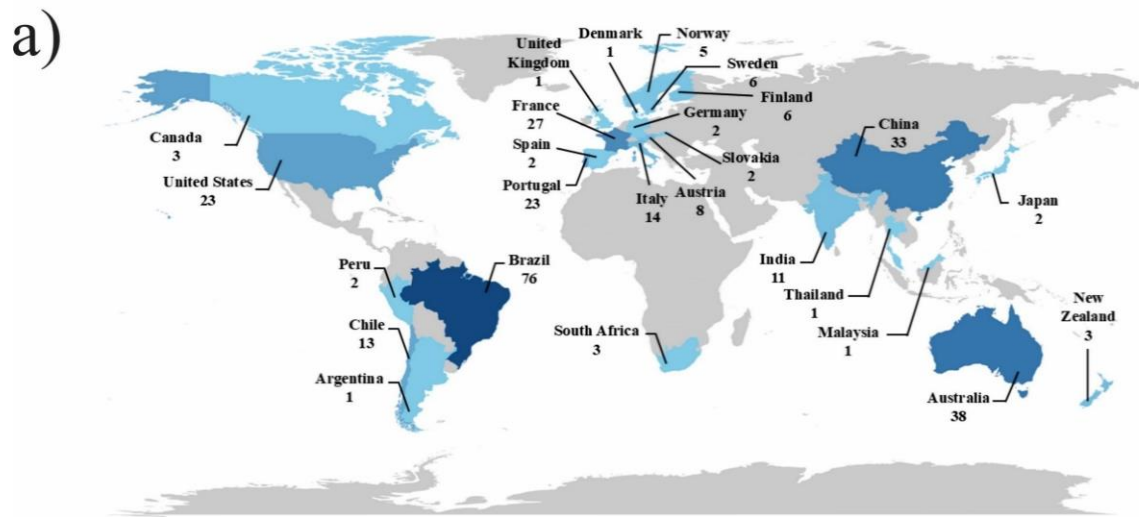 a)
Denmark
1
Norway
5
United
Kingdom
1
Sweden
6
France
27
Finland
6
Germany
2
Canada
3
China
33
Spain
2
Slovakia
2
United States
23
Portugal
23
Italy
14
Austria
8
Japan
2
Peru
2
Brazil
76
India
11
Thailand
1
New
Zealand
3
Chile
13
South Africa
3
Malaysia
1
Argentina
1
Australia
38